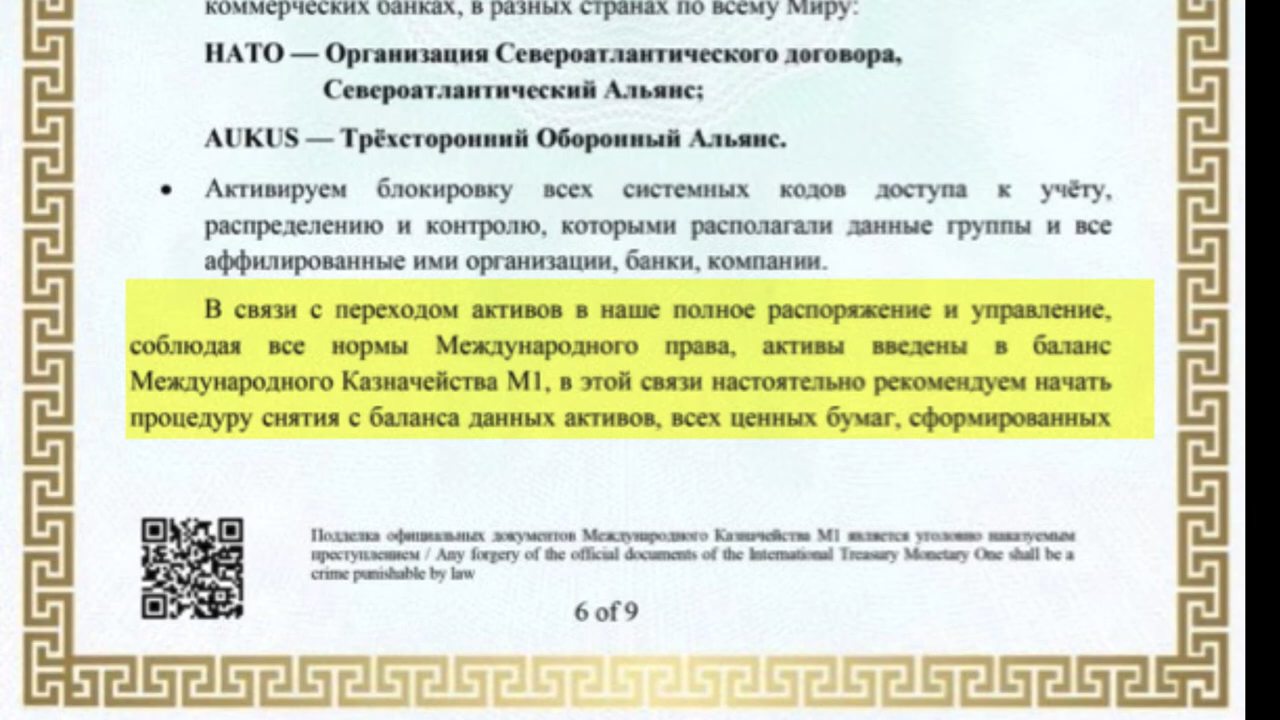 коммерческих банках, в разных странах по всему Миру:
НАТО — Организация Североатлантического договора,
Североатлантический Альянс;
AUKUS — Трёхсторонний Оборонный Альянс.
• Активируем блокировку всех системных кодов доступа к учёту,
распределению и контролю, которыми располагали данные группы и все
аффилированные ими организации, банки, компании.
В связи с переходом активов в наше полное распоряжение и управление,
соблюдая все нормы Международного права, активы введены в баланс
Международного Казначейства М1, в этой связи настоятельно рекомендуем начать
процедуру снятия с баланса данных активов, всех ценных бумаг, сформированных
Подделка официальных документов Международного Казначейства М1 является уголовно наказуемым
преступлением / Any forgery of the official documents of the International Treasury Monetary One shall be a
crime punishable by law
6 of 9